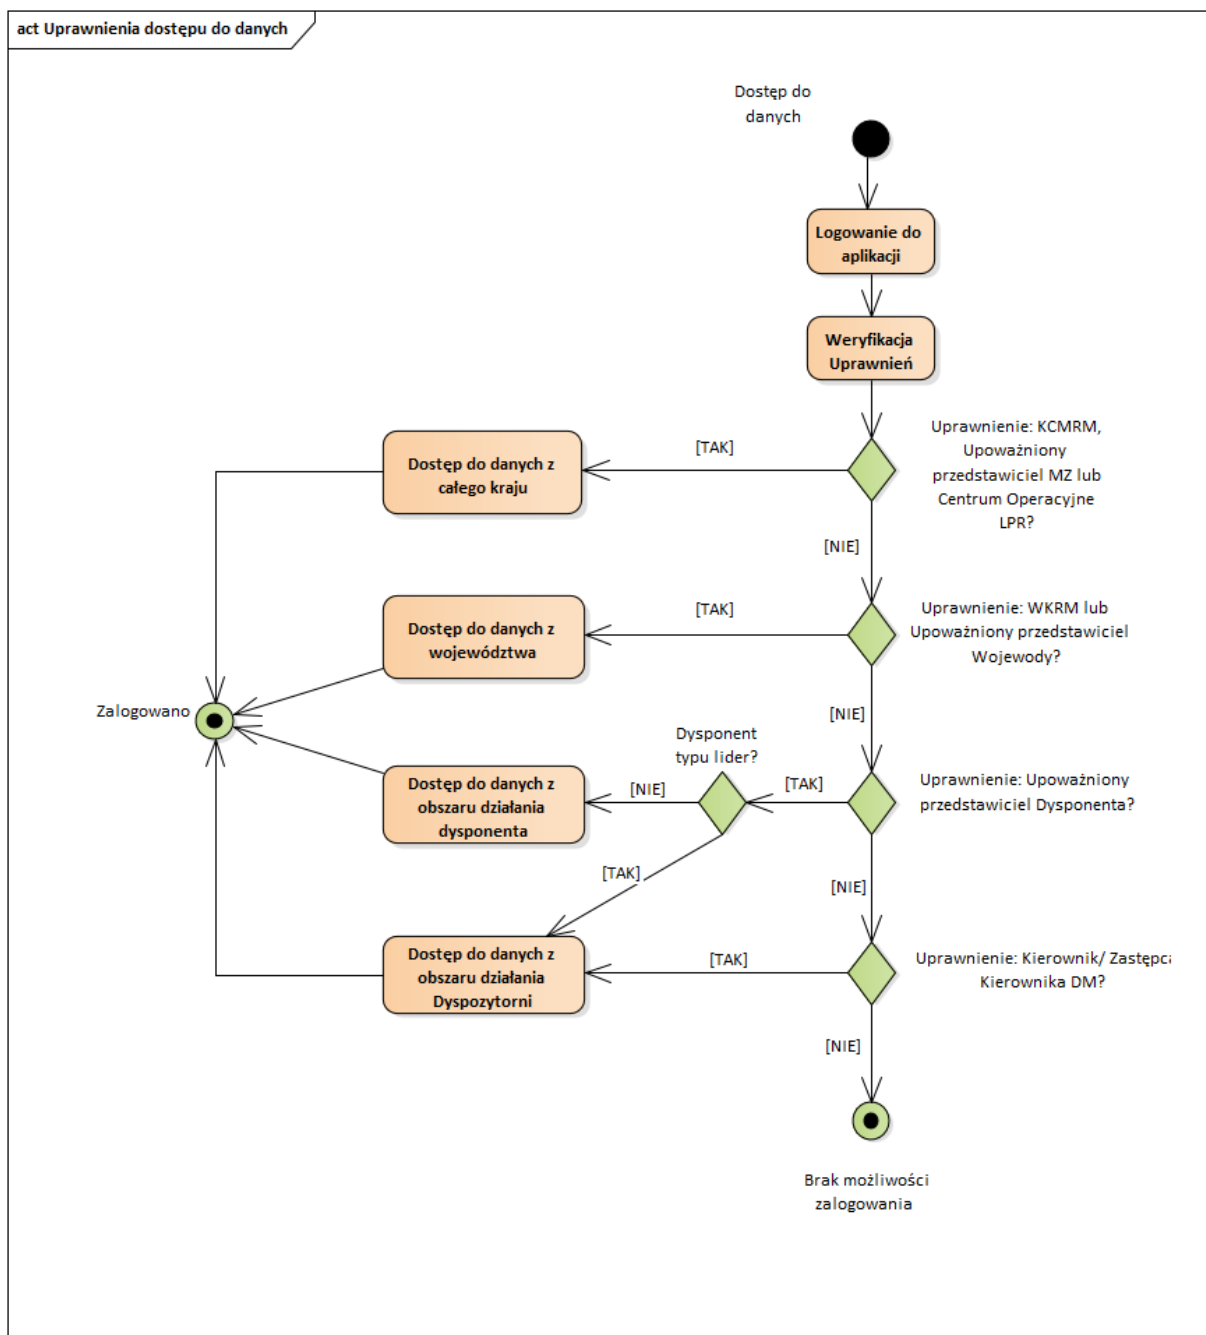 act Uprawnienia dostępu do danych
Dostęp do
danych
Logowanie do
aplikacji
Weryfikacja
Uprawnień
Uprawnienie: KCMRM,
Upoważniony
przedstawiciel MZ lub
Centrum Operacyjne
LPR?
[TAK]
Dostęp do danych z
całego kraju
[NIE]
Uprawnienie: WKRM lub
Upoważniony przedstawiciel
Wojewody?
[TAK]
Dostęp do danych z
województwa
Zalogowano
[NIE]
Dysponent
typu lider?
Uprawnienie: Upoważniony
przedstawiciel Dysponenta?
[TAK]
[NIE]
Dostęp do danych z
obszaru działania
dysponenta
[TAK]
[NIE]
Dostęp do danych z
obszaru działania
Dyspozytorni
[TAK]
Uprawnienie: Kierownik/ Zastępca
Kierownika DM?
[NIE]
Brak możliwości
zalogowania